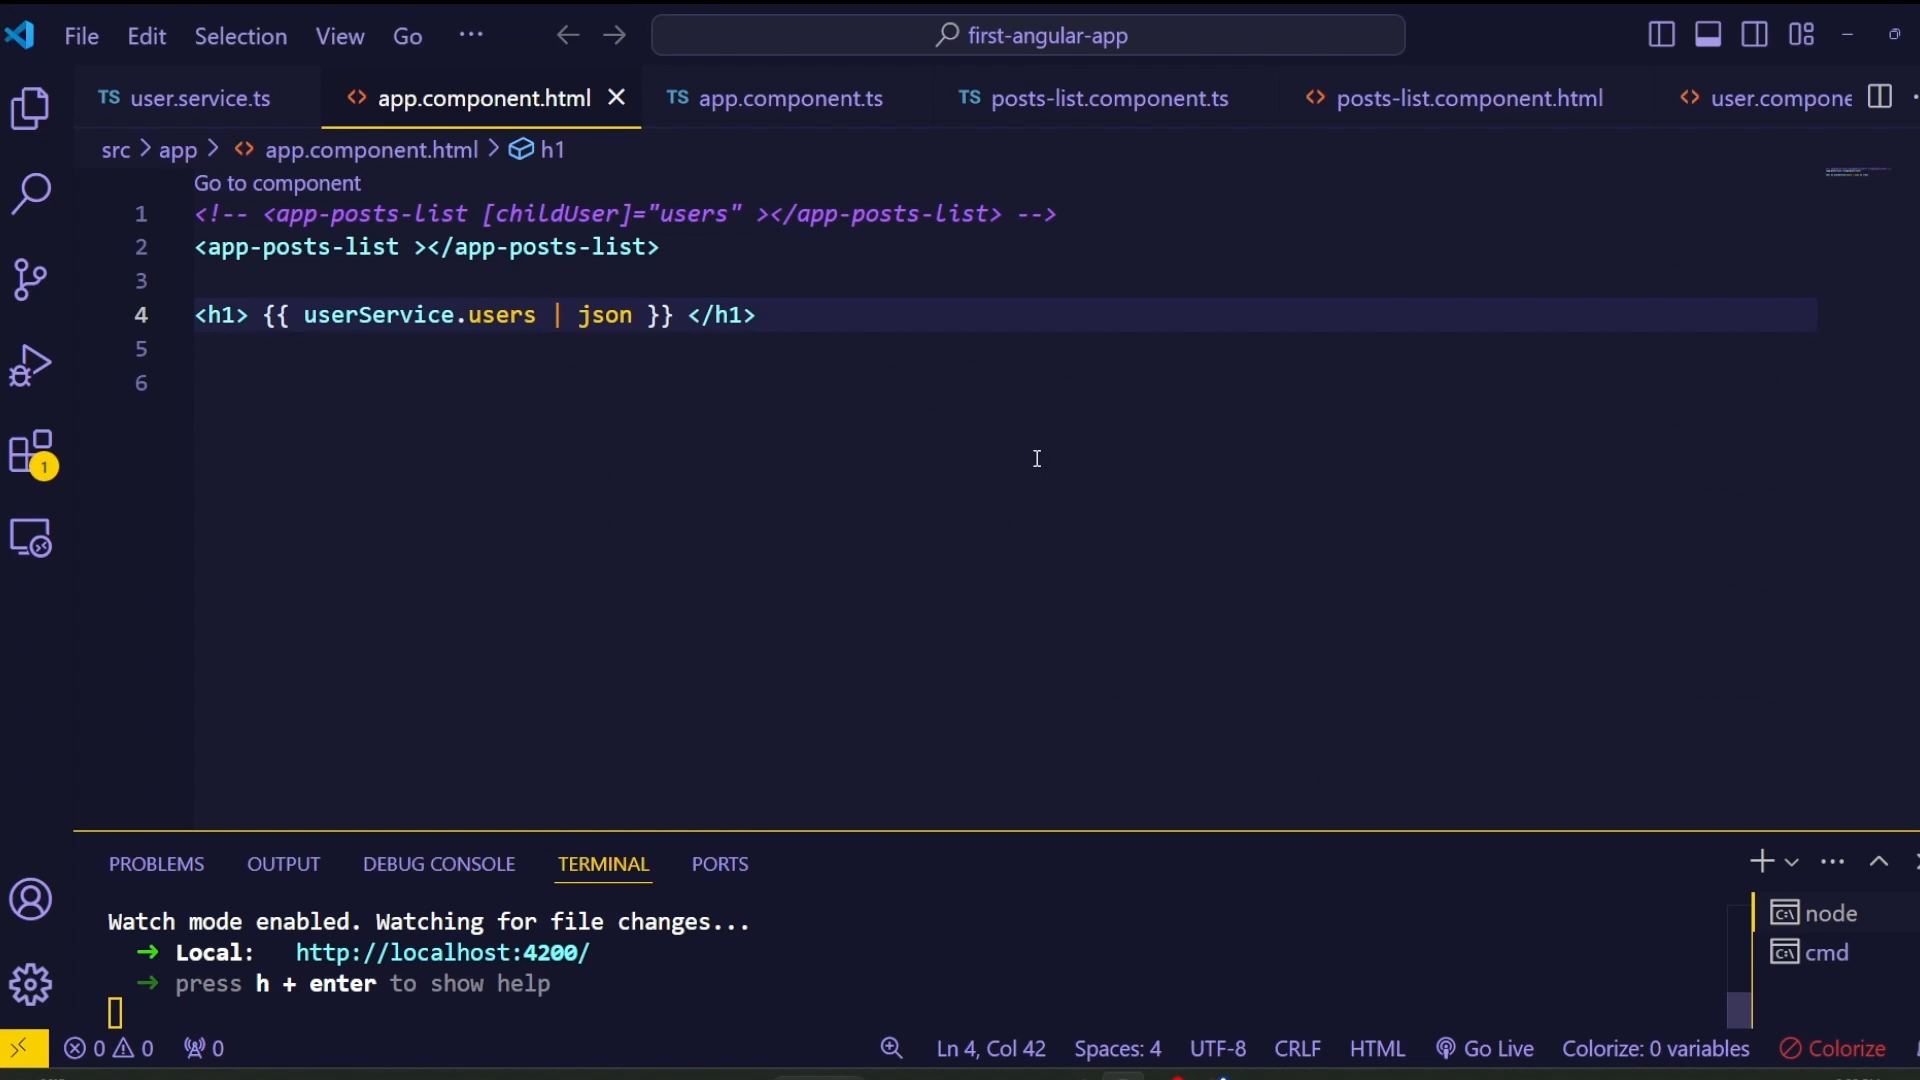 File Edit Selection View Go ··· first-angular-app
TS user.service.ts <> app.component.html TS app.component.ts TS posts-list.component.ts <> posts-list.component.html <> user.compone
src > app > <> app.component.html > h1
Go to component
1 <!-- <app-posts-list [childUser]="users" ></app-posts-list> -->
2 <app-posts-list ></app-posts-list>
3
4 <h1> {{ userService.users | json }} </h1>
5
6
1
PROBLEMS OUTPUT DEBUG CONSOLE TERMINAL PORTS
Watch mode enabled. Watching for file changes...
➜ Local: http://localhost:4200/
➜ press h + enter to show help
node
cmd
0 0 0 Ln 4, Col 42 Spaces: 4 UTF-8 CRLF HTML Go Live Colorize: 0 variables Colorize